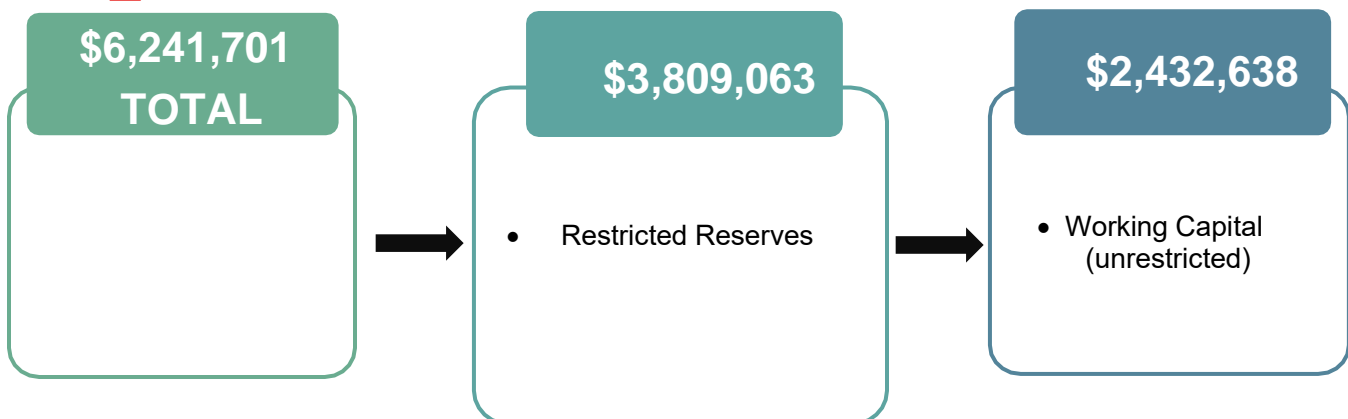 $6,241,701
TOTAL
$3,809,063
• Restricted Reserves
$2,432,638
• Working Capital
(unrestricted)